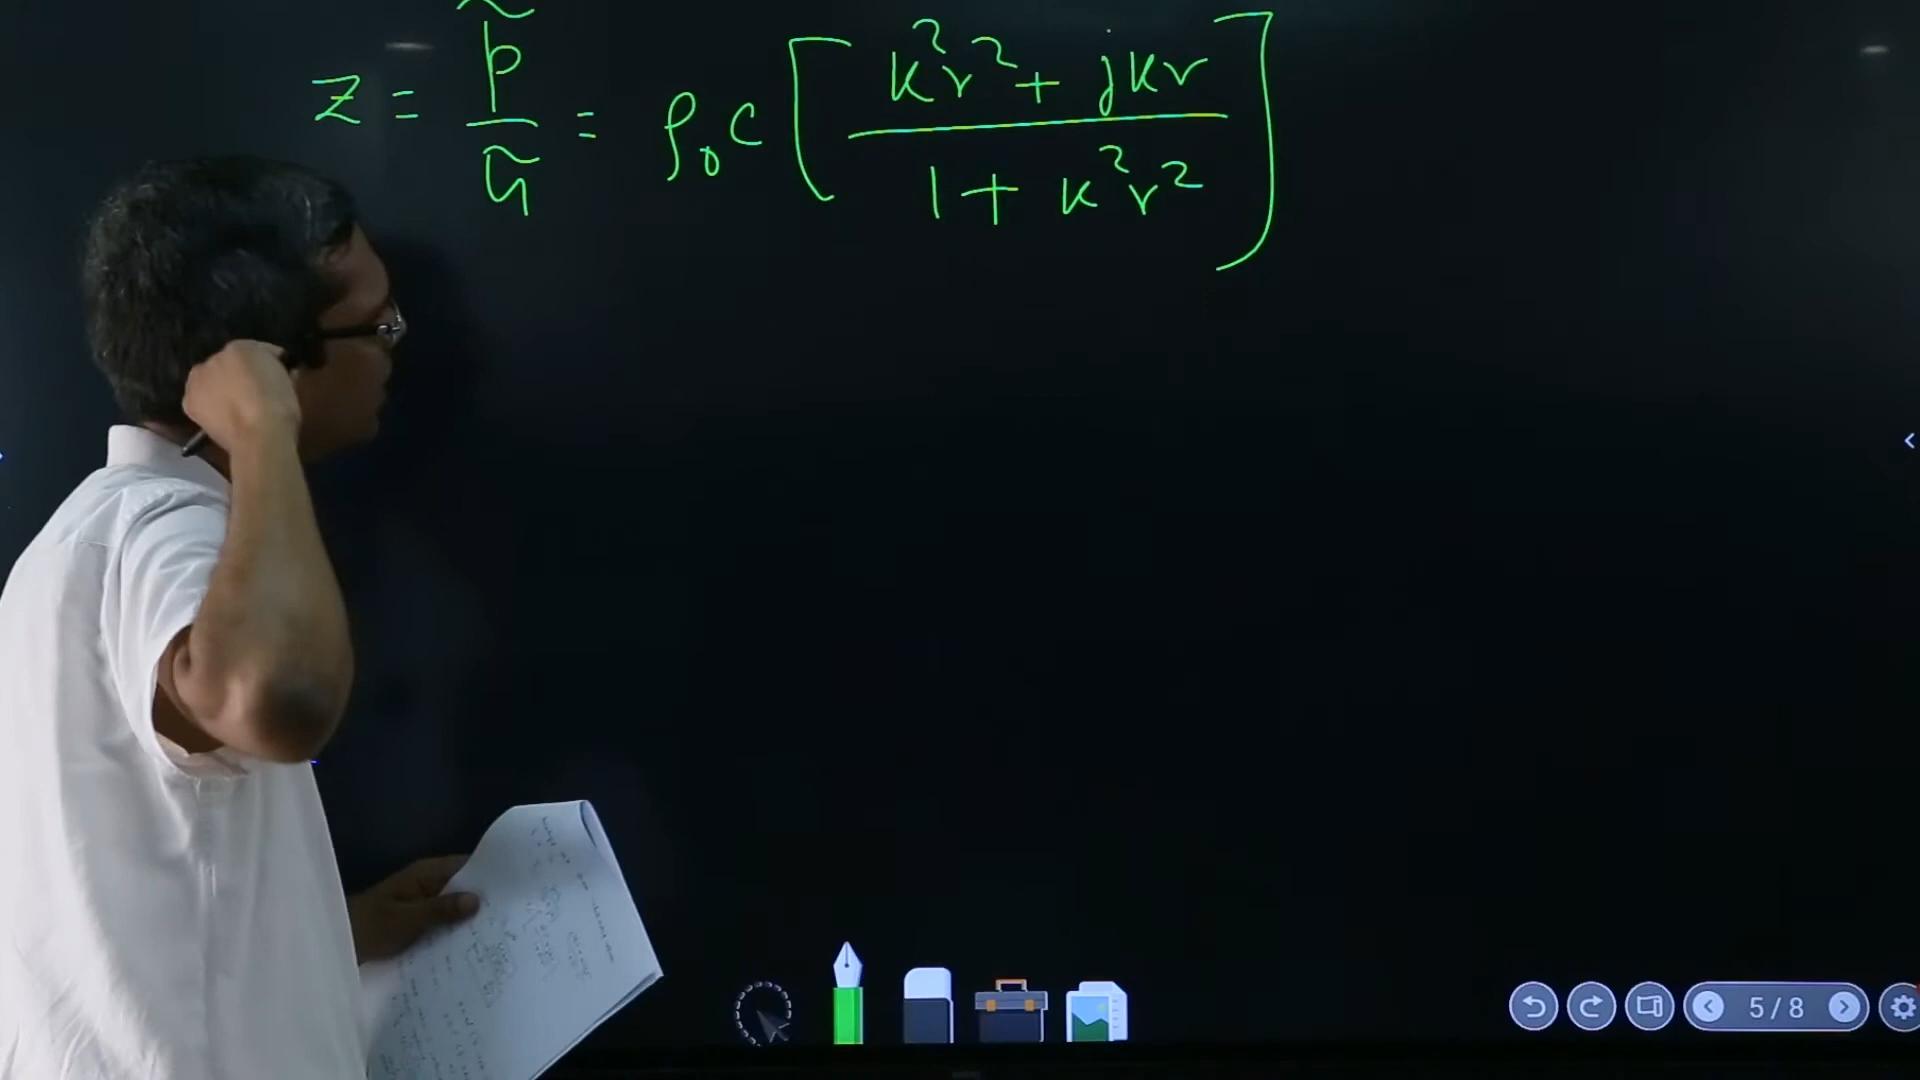 z = p̃ / ũ = ρ₀c [ (k²r² + jkr) / (1 + k²r²) ]
5 / 8